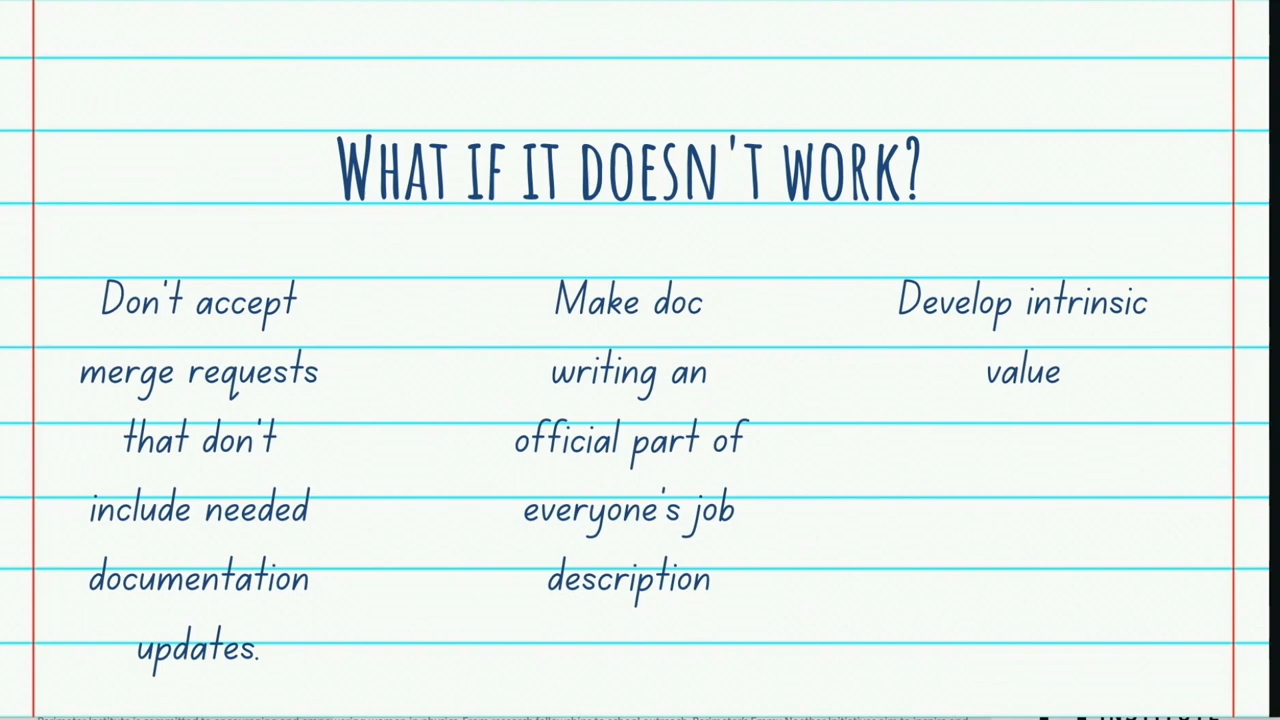 WHAT IF IT DOESN'T WORK?
Don't accept
merge requests
that don't
include needed
documentation
updates.
Make doc
writing an
official part of
everyone's job
description
Develop intrinsic
value